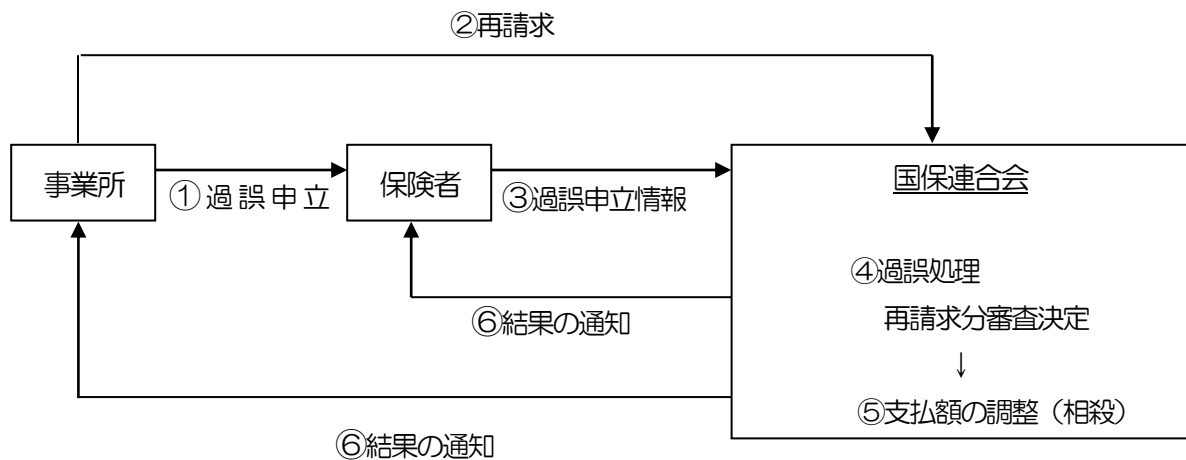 ②再請求
事業所
①過誤申立
保険者
③過誤申立情報
国保連合会
④過誤処理
再請求分審査決定
↓
⑤支払額の調整（相殺）
⑥結果の通知
⑥結果の通知